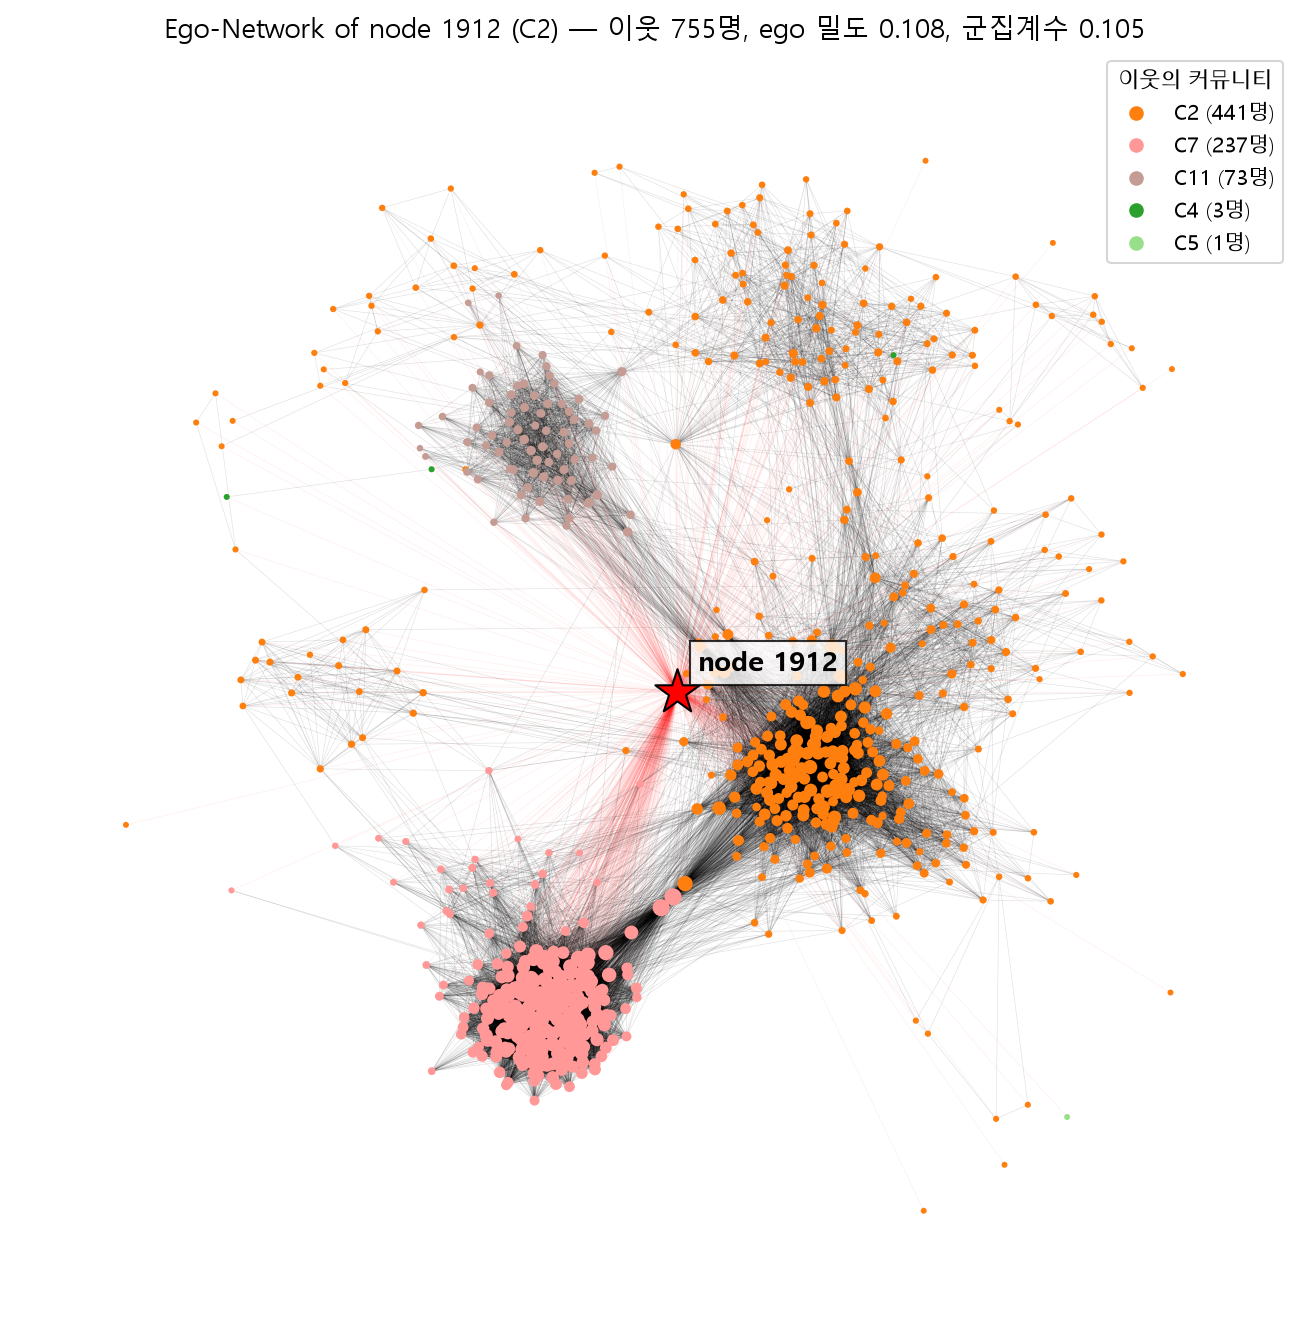 Ego-Network of node 1912 (C2) — 이웃 755명, ego 밀도 0.108, 군집계수 0.105
이웃의 커뮤니티
C2 (441명)
C7 (237명)
C11 (73명)
C4 (3명)
C5 (1명)
node 1912